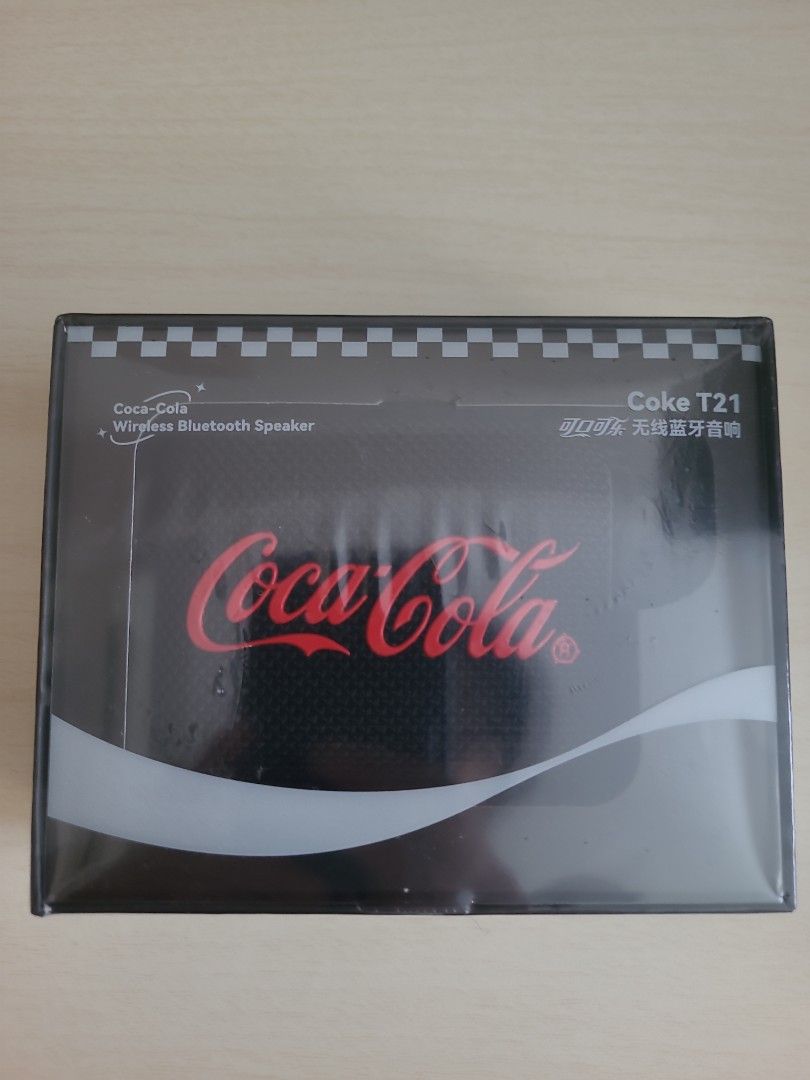 Coca-Cola
Wireless Bluetooth Speaker
Coke T21
可口可乐 无线蓝牙音响
Coca-Cola®